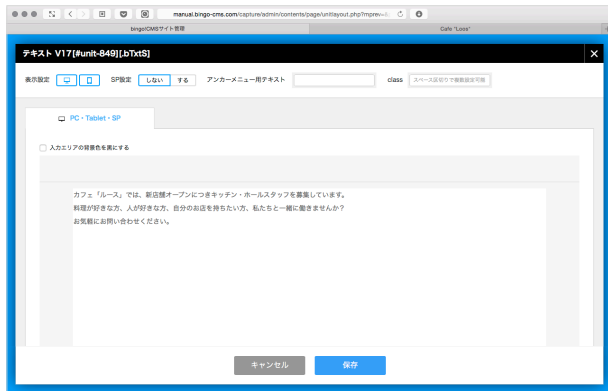 manual.bingo-cms.com/capture/admin/contents/page/unitlayout.php?mprev=
bingo!CMSサイト管理
Cafe "Loos"
テキスト V17[#unit-849][.bTxtS]
表示設定
SP設定 しない する
アンカーメニュー用テキスト
class スペース区切りで複数設定可能
PC・Tablet・SP
入力エリアの背景色を黒にする
カフェ「ルース」では、新店舗オープンにつきキッチン・ホールスタッフを募集しています。
料理が好きな方、人が好きな方、自分のお店を持ちたい方、私たちと一緒に働きませんか？
お気軽にお問い合わせください。
キャンセル
保存